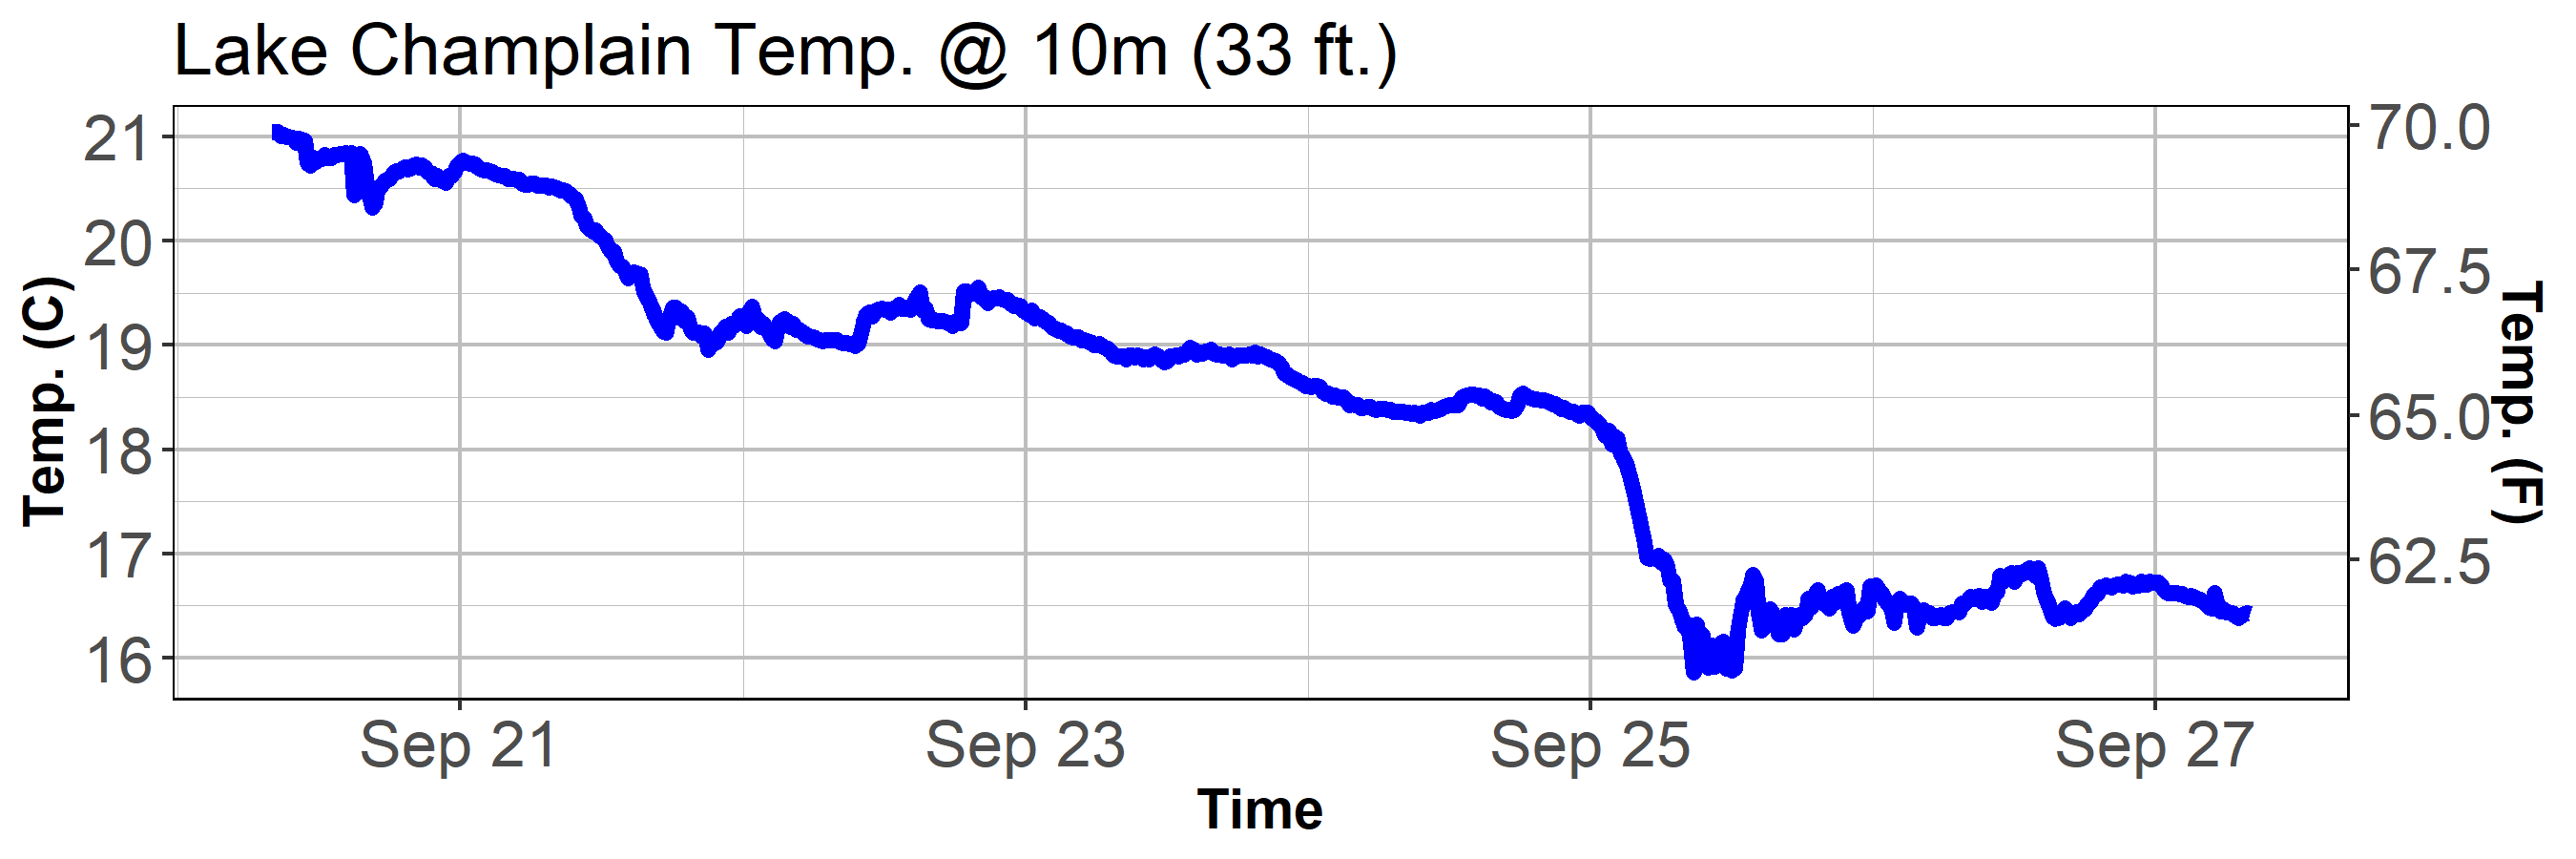 Lake Champlain Temp. @ 10m (33 ft.)
Temp. (C)
21
20
19
18
17
16
70.0
67.5
65.0
62.5
Temp. (F)
Sep 21
Sep 23
Sep 25
Sep 27
Time